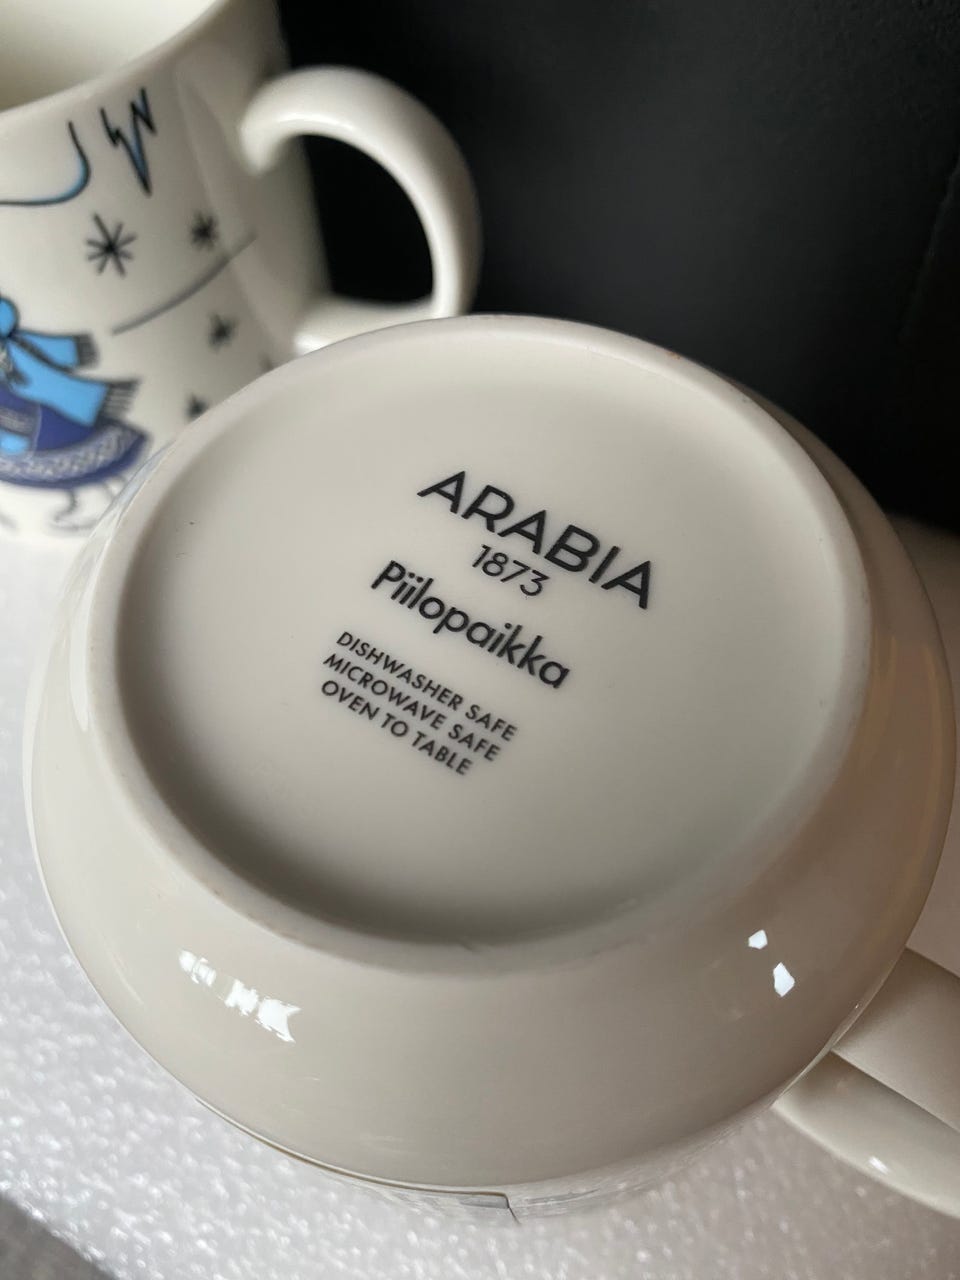 ARABIA
1873
Piilopaikka
DISHWASHER SAFE
MICROWAVE SAFE
OVEN TO TABLE